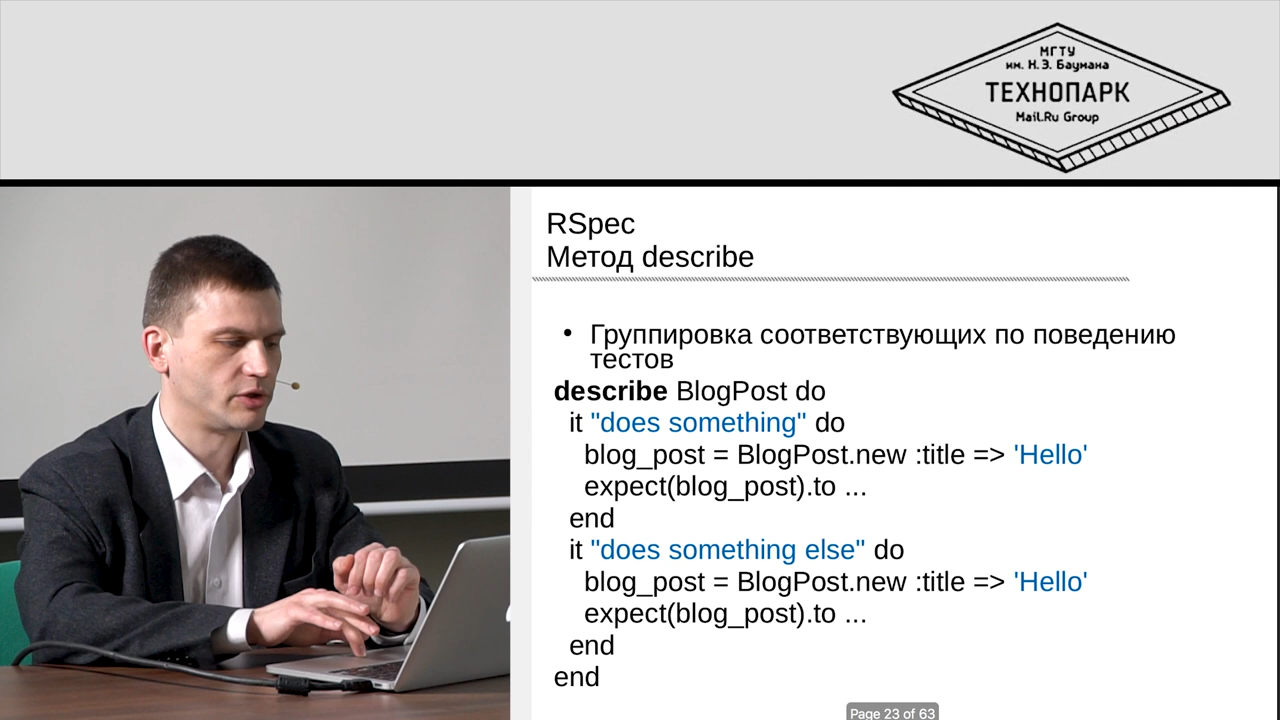 МГТУ
им. Н.Э. Баумана
ТЕХНОПАРК
Mail.Ru Group
RSpec
Метод describe
• Группировка соответствующих по поведению
тестов
describe BlogPost do
it "does something" do
blog_post = BlogPost.new :title => 'Hello'
expect(blog_post).to ...
end
it "does something else" do
blog_post = BlogPost.new :title => 'Hello'
expect(blog_post).to ...
end
end
Page 23 of 63